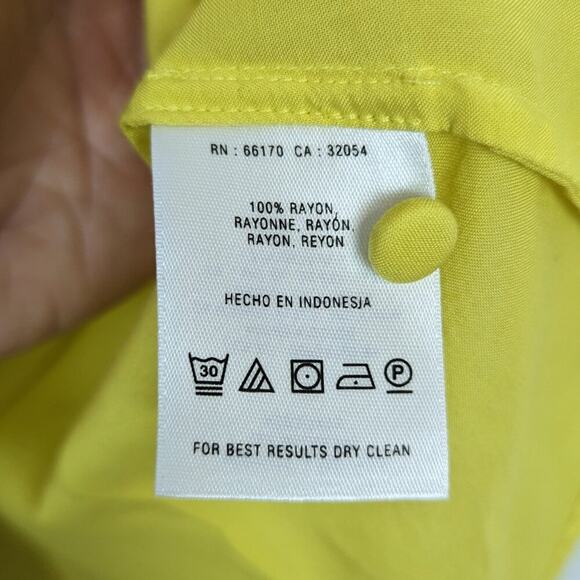 RN : 66170 CA : 32054
100% RAYON,
RAYONNE, RAYÓN,
RAYON, REYON
HECHO EN INDONESJA
30 P
FOR BEST RESULTS DRY CLEAN